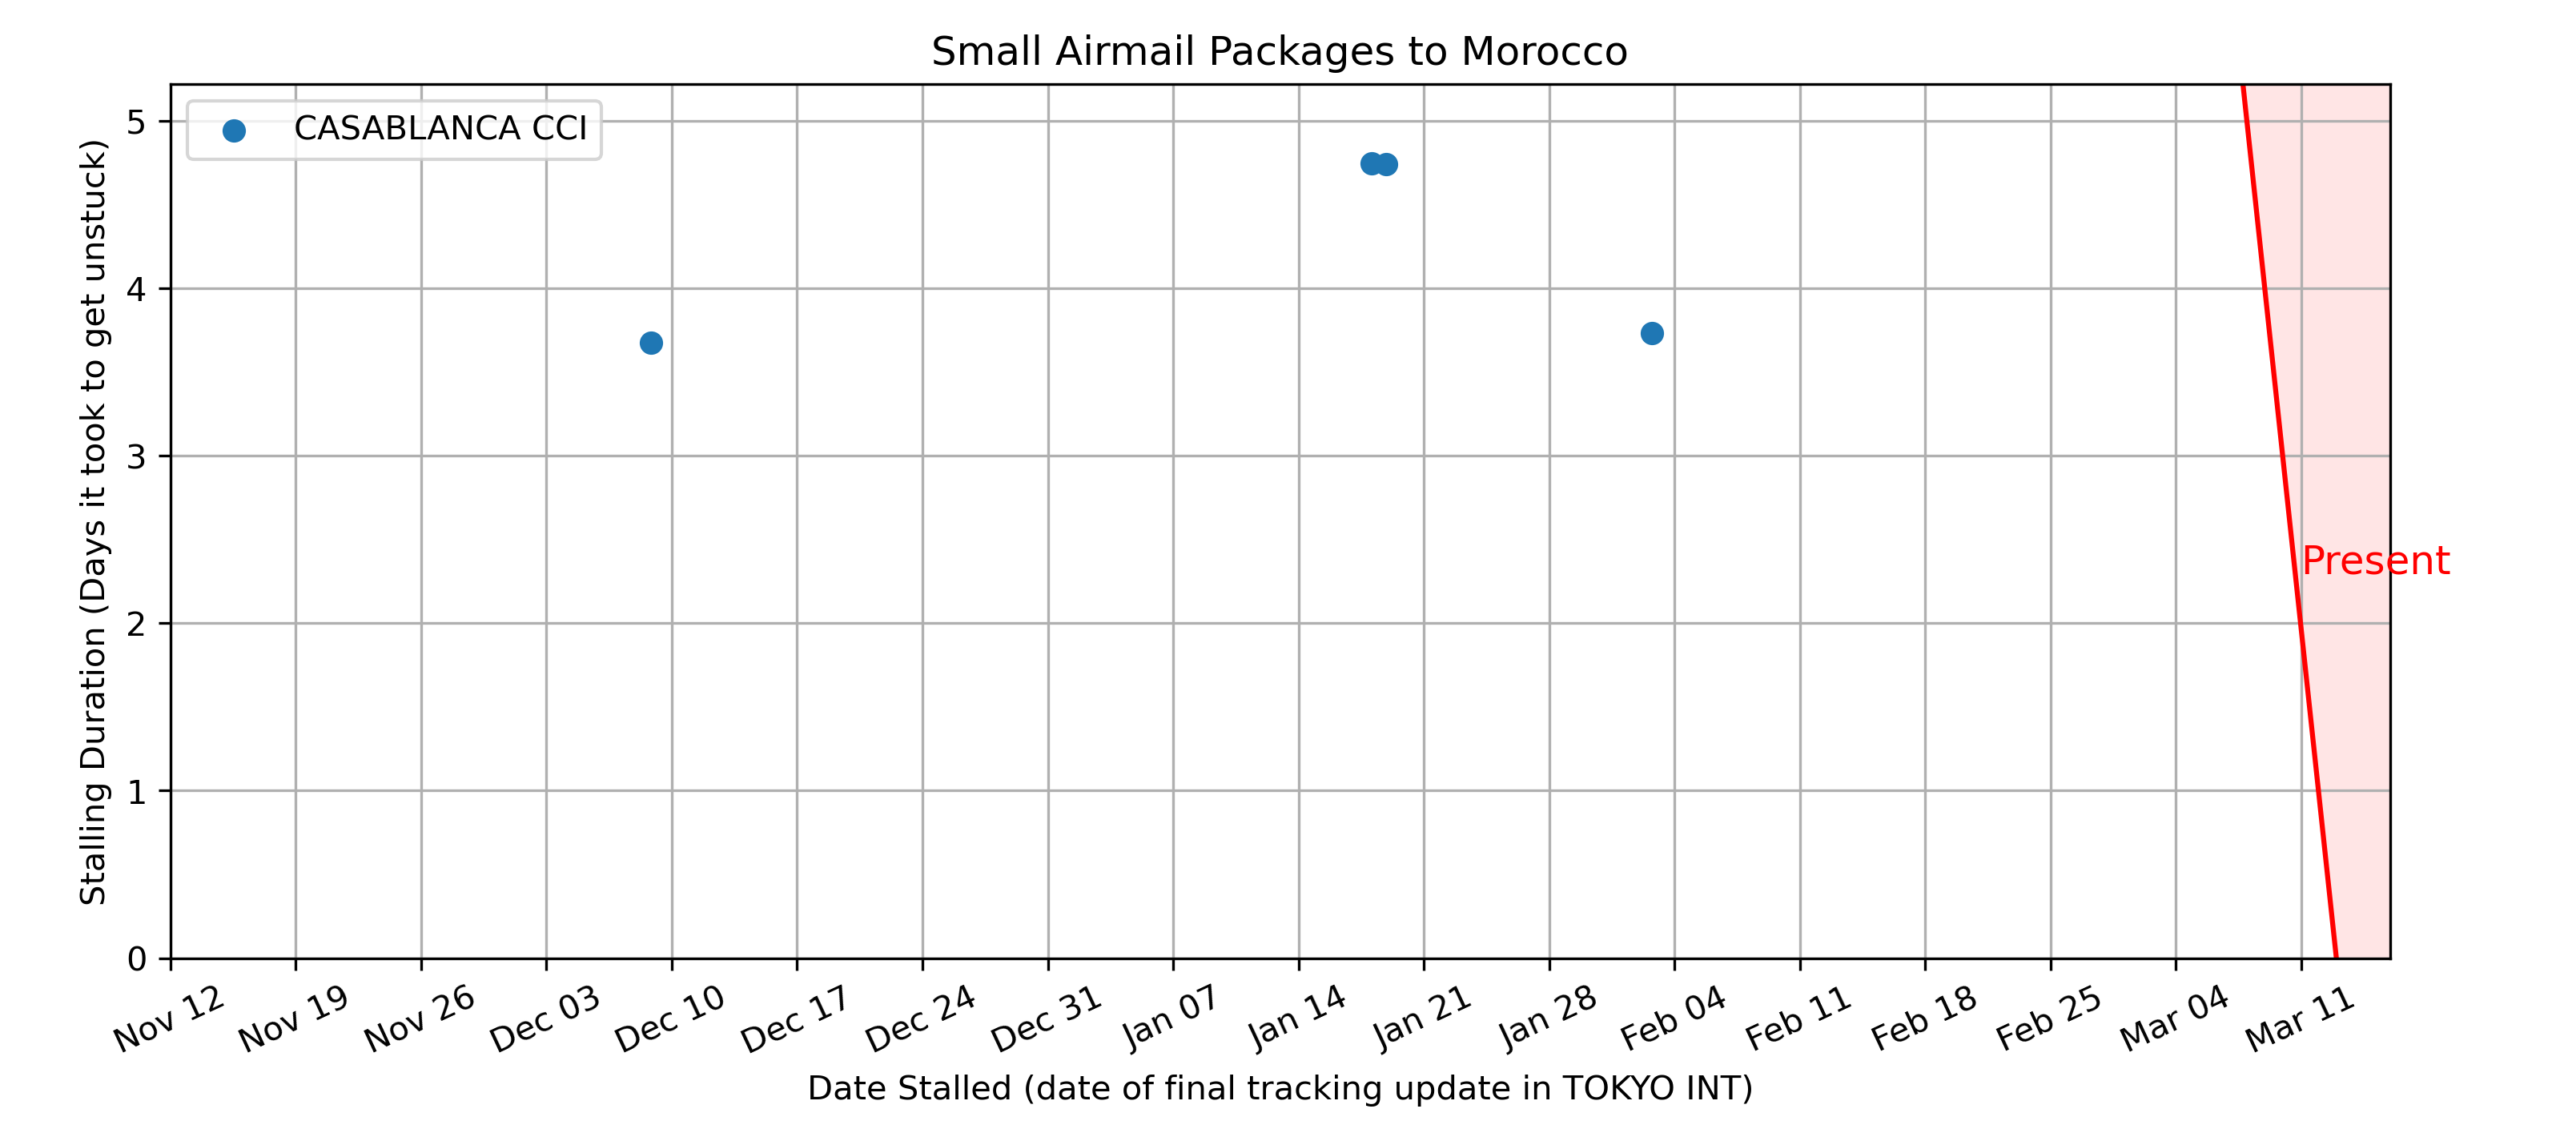 Small Airmail Packages to Morocco
CASABLANCA CCI
Stalling Duration (Days it took to get unstuck)
5
4
3
2
1
0
Present
Nov 12
Nov 19
Nov 26
Dec 03
Dec 10
Dec 17
Dec 24
Dec 31
Jan 07
Jan 14
Jan 21
Jan 28
Feb 04
Feb 11
Feb 18
Feb 25
Mar 04
Mar 11
Date Stalled (date of final tracking update in TOKYO INT)